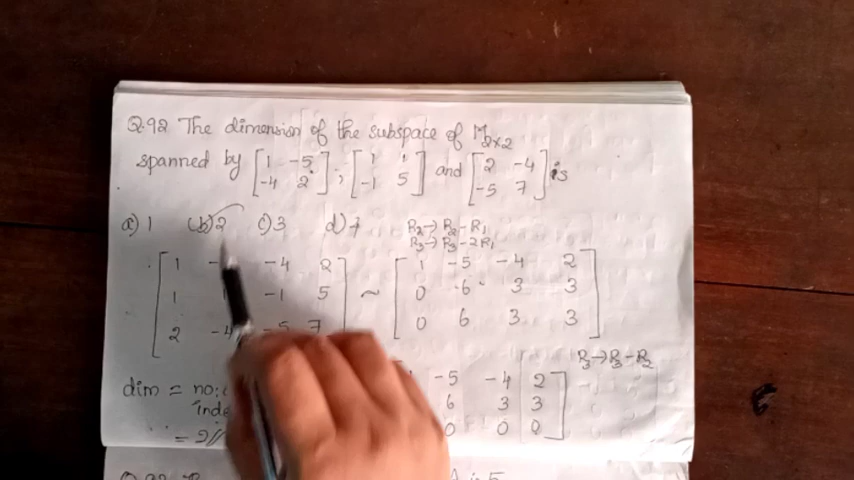 Q.92 The dimension of the subspace of M2x2
spanned by [1 -5 -4 2] ; [1 1 -1 5] and [2 -4 -5 7] is
a) 1 (b) 2 c) 3 d) 4
R2→R2-R1
R3→R3-2R1
[1 -4 2] ~ [1 -5 -4 2]
[1 -1 5] [0 6 3 3]
[2 -4 -5 7] [0 6 3 3]
R3→R3-R2
-5 -4 2]
dim = no: 6 3 3
inde 0 0 0]
= 2//